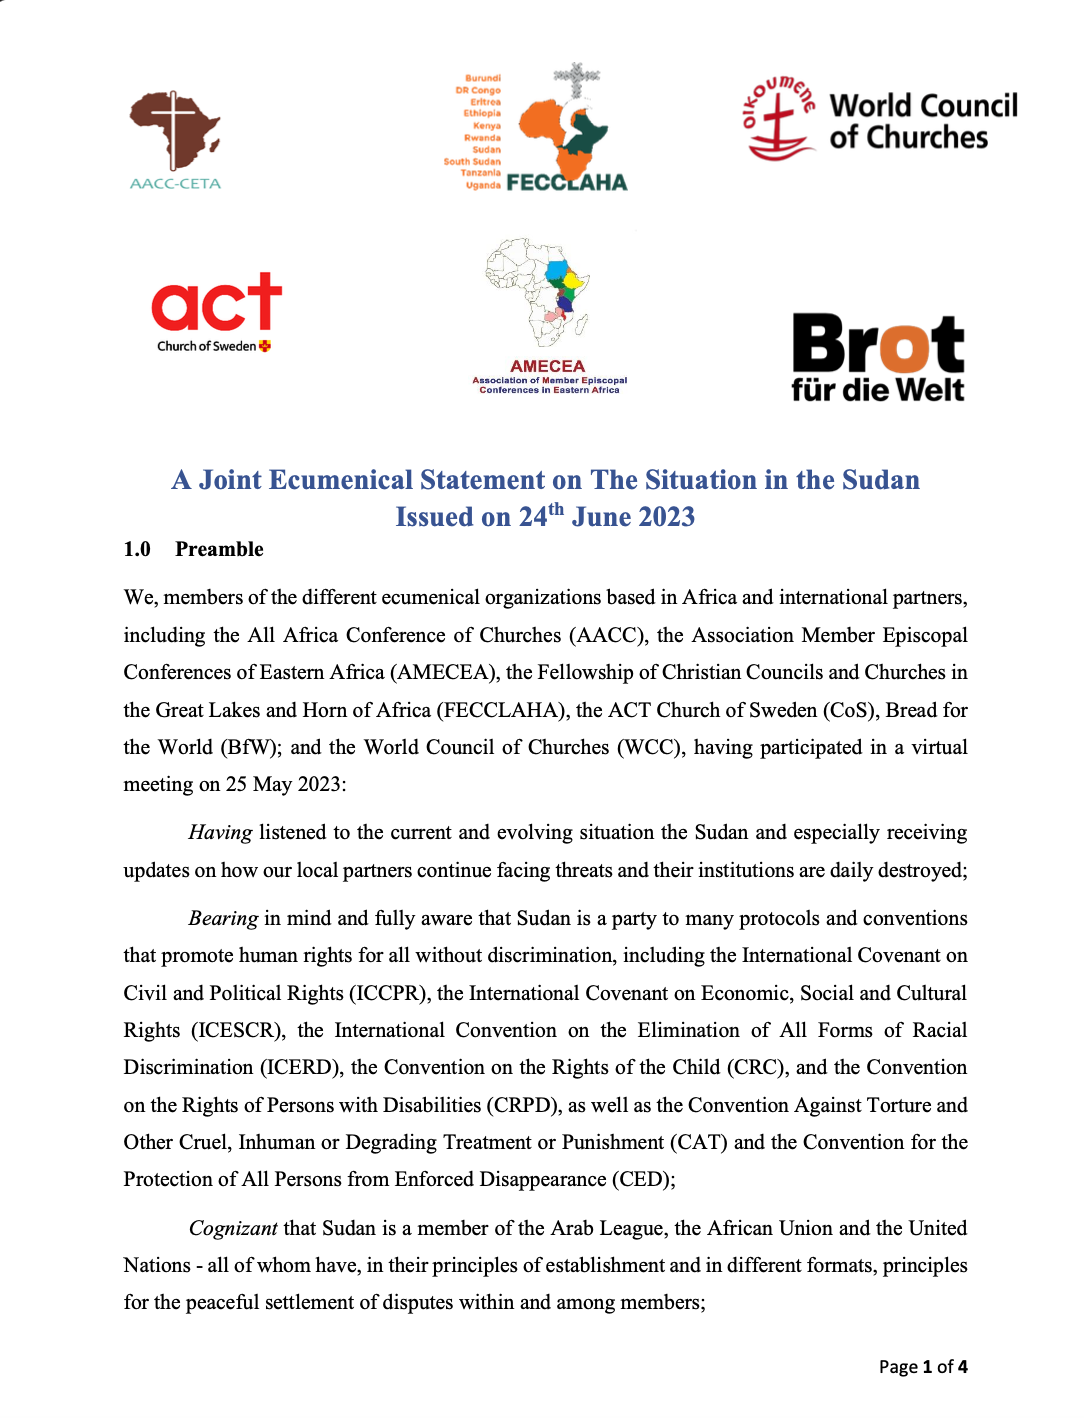 AACC-CETA
Burundi
DR Congo
Eritrea
Ethiopia
Kenya
Rwanda
Sudan
South Sudan
Tanzania
Uganda
FECCLAHA
OIKOUMENE
World Council
of Churches
act
Church of Sweden
AMECEA
Association of Member Episcopal
Conferences in Eastern Africa
Brot
für die Welt
A Joint Ecumenical Statement on The Situation in the Sudan
Issued on 24th June 2023
1.0 Preamble
We, members of the different ecumenical organizations based in Africa and international partners,
including the All Africa Conference of Churches (AACC), the Association Member Episcopal
Conferences of Eastern Africa (AMECEA), the Fellowship of Christian Councils and Churches in
the Great Lakes and Horn of Africa (FECCLAHA), the ACT Church of Sweden (CoS), Bread for
the World (BfW); and the World Council of Churches (WCC), having participated in a virtual
meeting on 25 May 2023:
Having listened to the current and evolving situation the Sudan and especially receiving
updates on how our local partners continue facing threats and their institutions are daily destroyed;
Bearing in mind and fully aware that Sudan is a party to many protocols and conventions
that promote human rights for all without discrimination, including the International Covenant on
Civil and Political Rights (ICCPR), the International Covenant on Economic, Social and Cultural
Rights (ICESCR), the International Convention on the Elimination of All Forms of Racial
Discrimination (ICERD), the Convention on the Rights of the Child (CRC), and the Convention
on the Rights of Persons with Disabilities (CRPD), as well as the Convention Against Torture and
Other Cruel, Inhuman or Degrading Treatment or Punishment (CAT) and the Convention for the
Protection of All Persons from Enforced Disappearance (CED);
Cognizant that Sudan is a member of the Arab League, the African Union and the United
Nations - all of whom have, in their principles of establishment and in different formats, principles
for the peaceful settlement of disputes within and among members;
Page 1 of 4